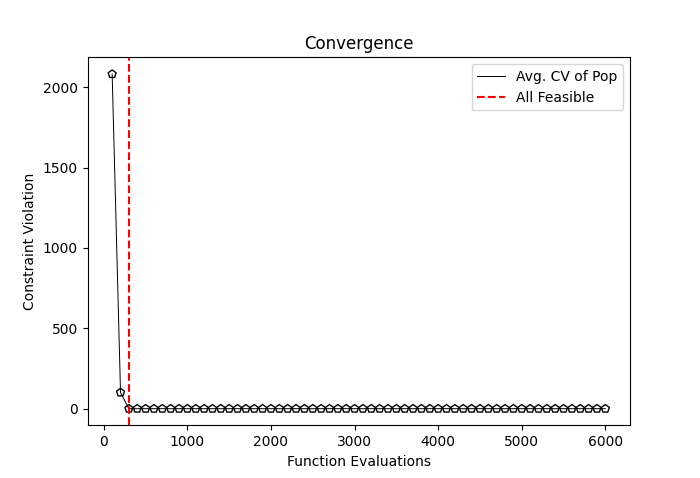 Convergence
Avg. CV of Pop
All Feasible
2000
1500
1000
500
0
Constraint Violation
0 1000 2000 3000 4000 5000 6000
Function Evaluations